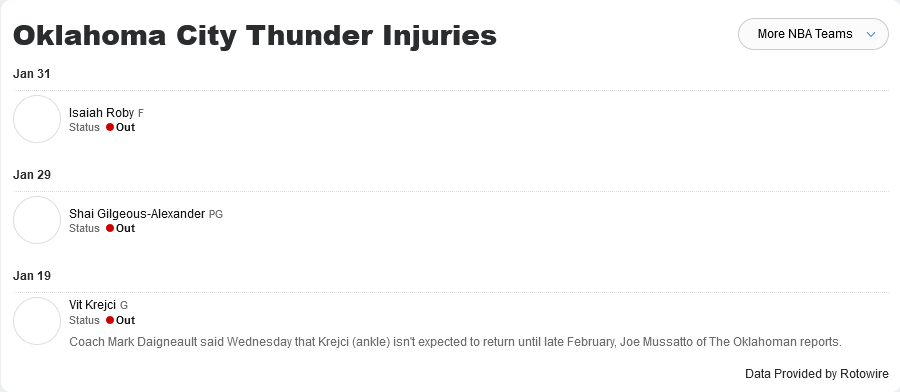 Oklahoma City Thunder Injuries
More NBA Teams
Jan 31
Isaiah Roby F
Status Out
Jan 29
Shai Gilgeous-Alexander PG
Status Out
Jan 19
Vit Krejci G
Status Out
Coach Mark Daigneault said Wednesday that Krejci (ankle) isn't expected to return until late February, Joe Mussatto of The Oklahoman reports.
Data Provided by Rotowire